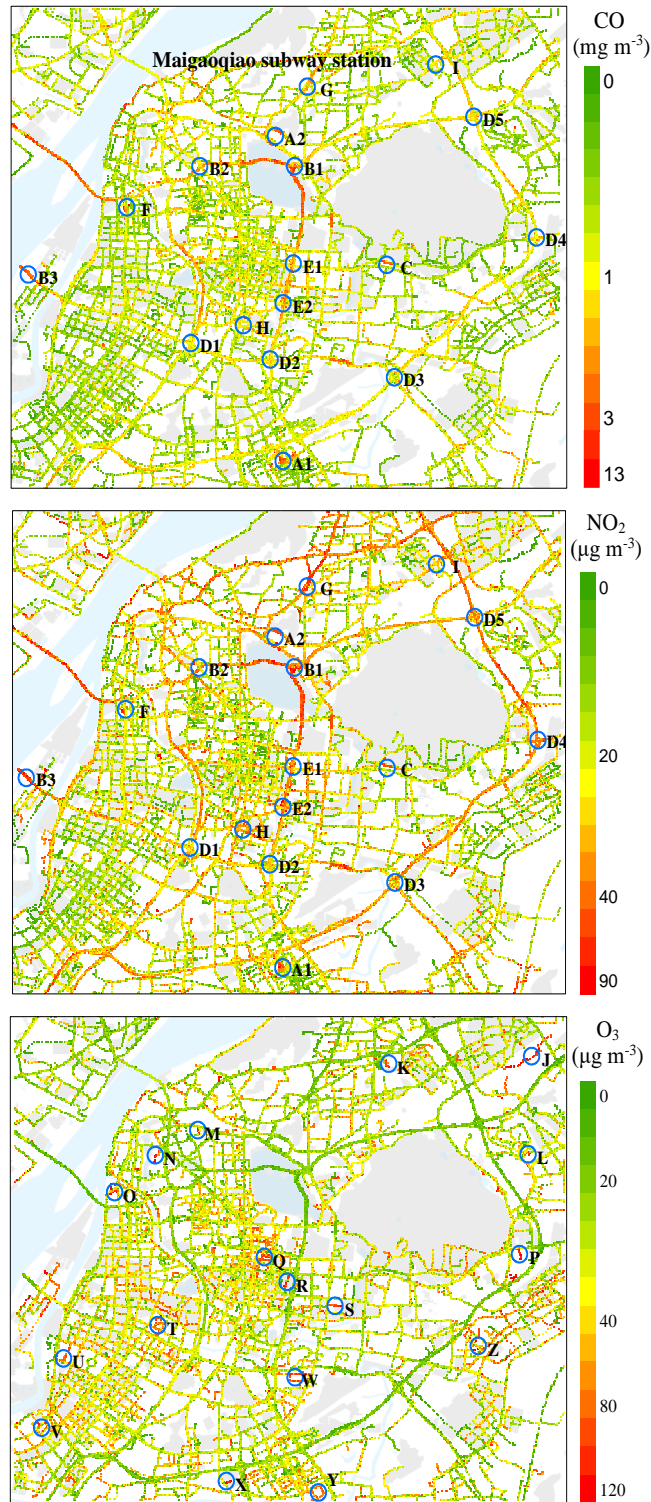 CO
(mg m⁻³)
Maigaoqiao subway station
I
0
G
D5
A2
B2
B1
F
D4
E1
C
B3
1
E2
H
D1
D2
D3
3
A1
13
NO₂
(µg m⁻³)
I
0
G
D5
A2
B2
B1
F
D4
20
E1
C
B3
E2
H
D1
D2
D3
40
A1
90
O₃
(µg m⁻³)
J
K
0
M
N
L
20
O
Q
P
R
40
S
T
Z
U
60
W
80
V
X
Y
120